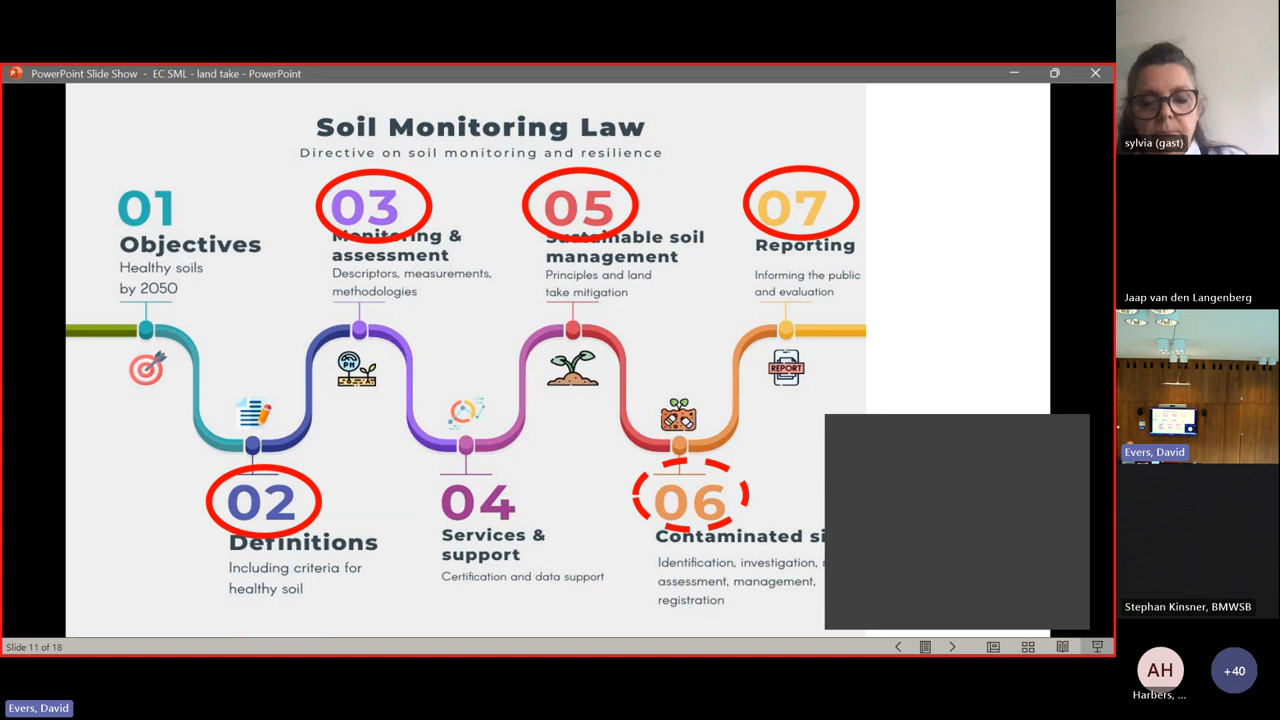 PowerPoint Slide Show - EC SML - land take - PowerPoint
Soil Monitoring Law
Directive on soil monitoring and resilience
01
Objectives
Healthy soils
by 2050
03
Monitoring &
assessment
Descriptors, measurements,
methodologies
05
Sustainable soil
management
Principles and land
take mitigation
07
Reporting
Informing the public
and evaluation
PH
REPORT
02
Definitions
Including criteria for
healthy soil
04
Services &
support
Certification and data support
06
Contaminated si
Identification, investigation,
assessment, management,
registration
Slide 11 of 18
Evers, David
sylvia (gast)
Jaap van den Langenberg
Evers, David
Stephan Kinsner, BMWSB
AH
Harbers, ...
+40